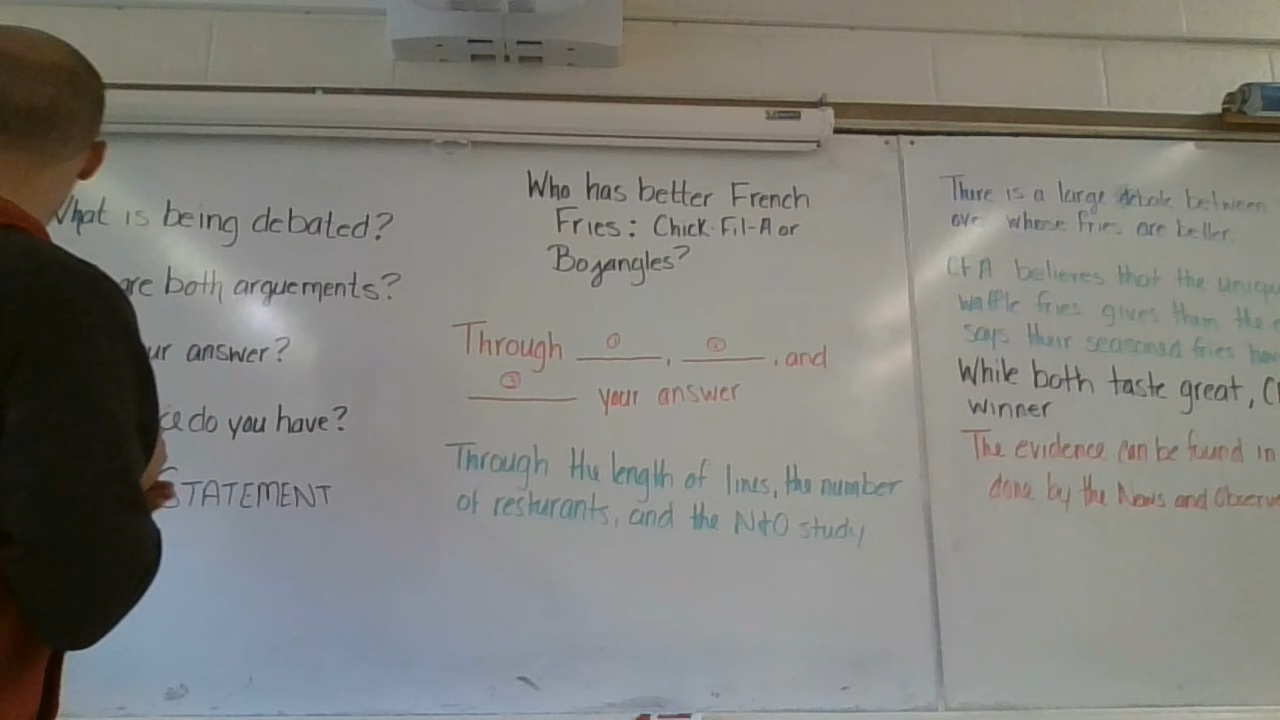 What is being debated?
are both arguements?
ur answer?
ce do you have?
STATEMENT
Who has better French
Fries: Chick-Fil-A or
Bojangles?
Through ① , ② , and
③ your answer
Through the length of lines, the number
of resturants, and the N+O study
There is a large debate between
over whose fries are better.
CFA believes that the unique
waffle fries gives them the
says their seasoned fries
While both taste great,
winner
The evidence can be found in
done by the News and